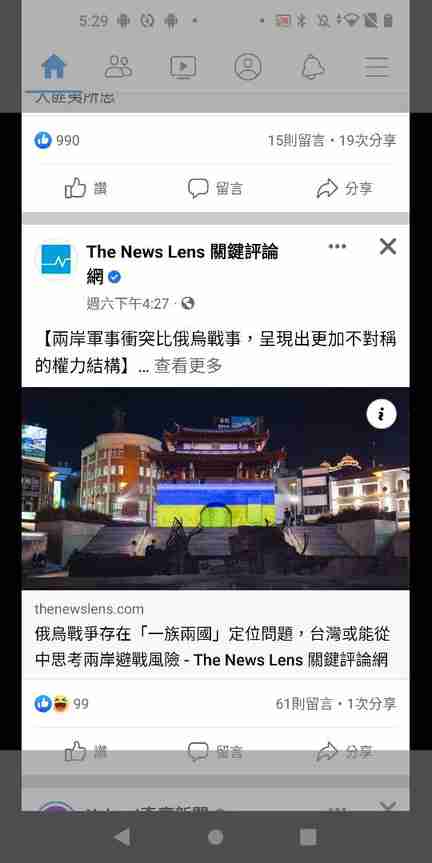 5:29
990
15則留言・19次分享
讚
留言
分享
The News Lens 關鍵評論
網
週六下午4:27 ·
【兩岸軍事衝突比俄烏戰事，呈現出更加不對稱
的權力結構】... 查看更多
thenewslens.com
俄烏戰爭存在「一族兩國」定位問題，台灣或能從
中思考兩岸避戰風險 - The News Lens 關鍵評論網
99
61則留言・1次分享
讚
留言
分享